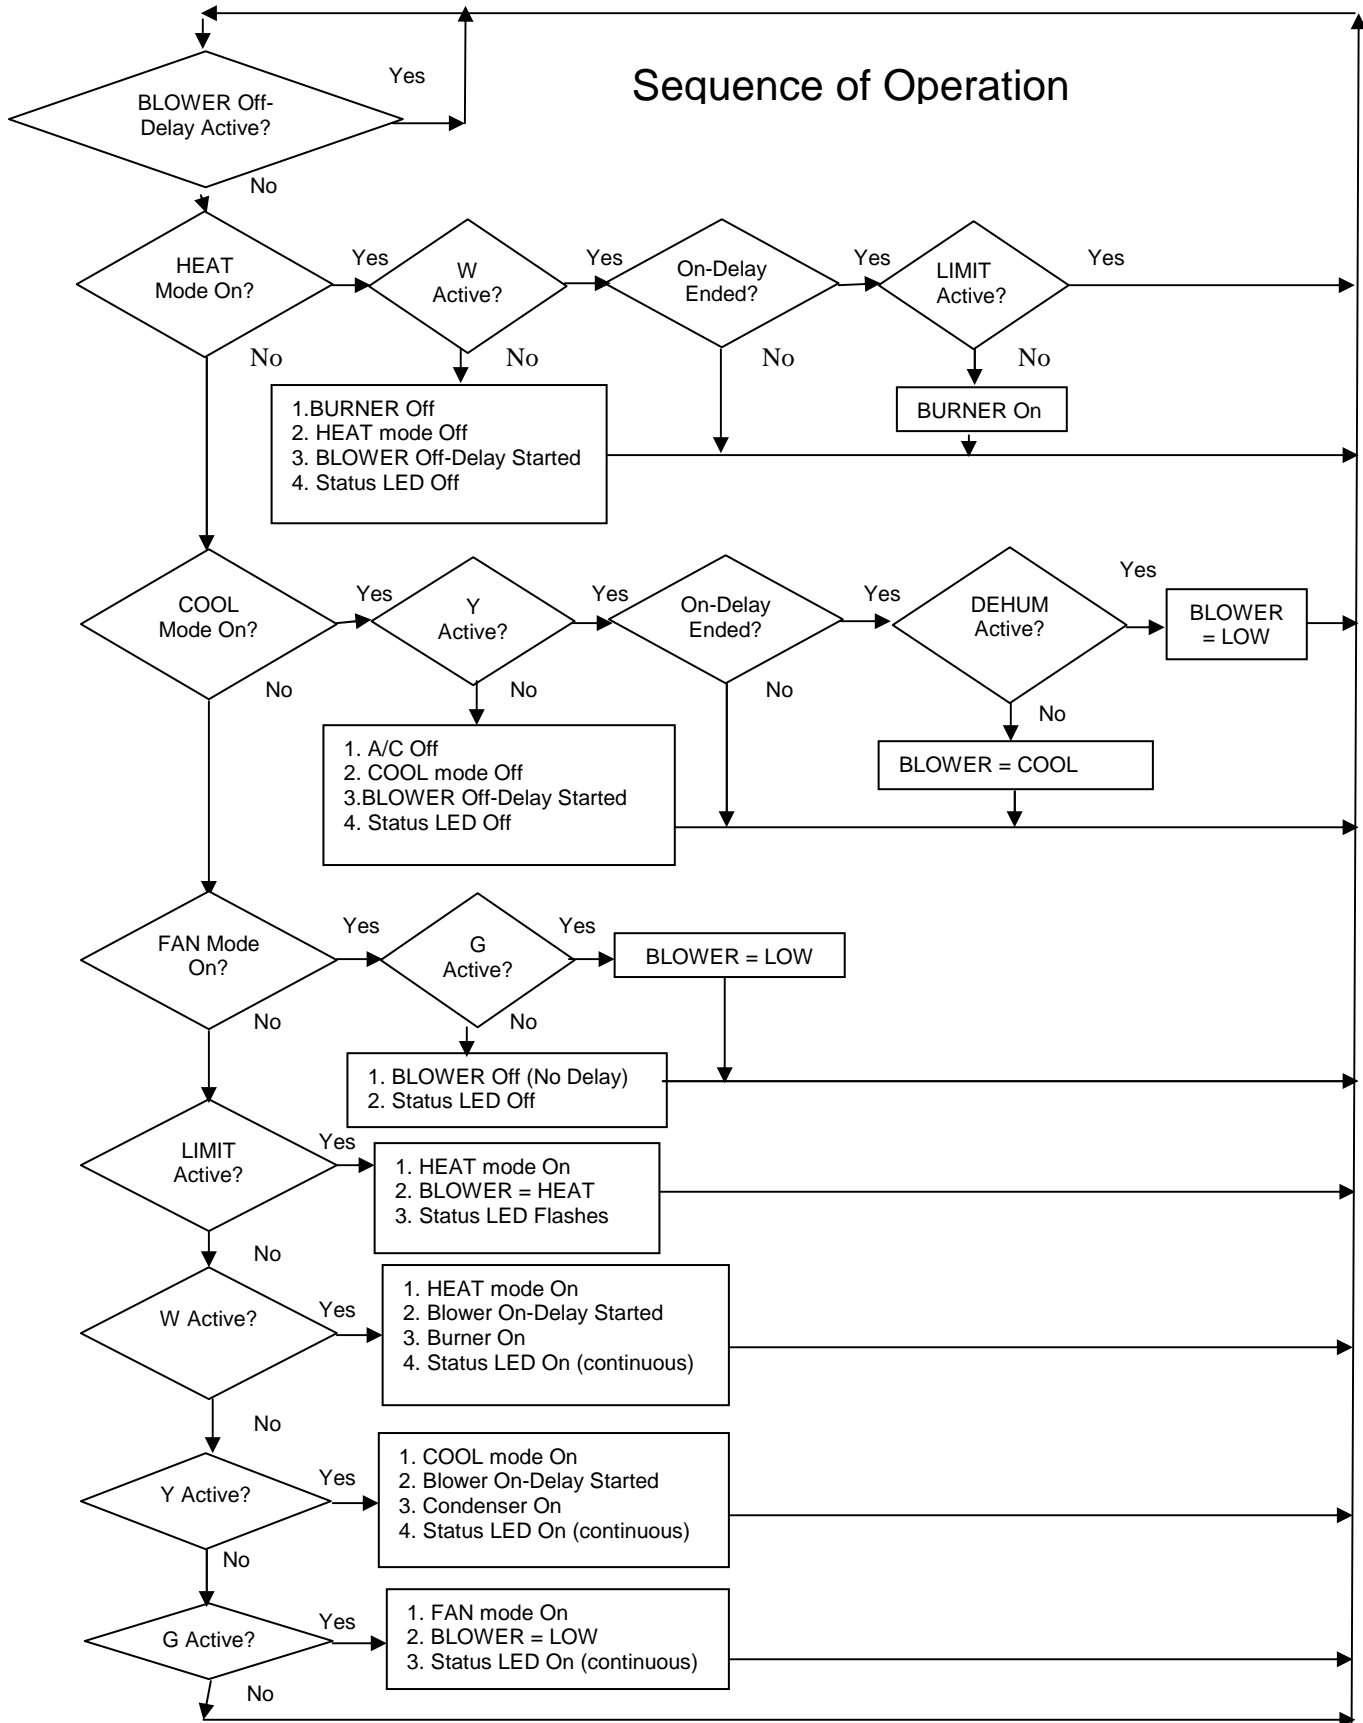 Sequence of Operation
Yes
BLOWER Off-
Delay Active?
No
HEAT
Mode On?
Yes
W
Active?
Yes
On-Delay
Ended?
Yes
LIMIT
Active?
Yes
No
No
No
No
1.BURNER Off
2. HEAT mode Off
3. BLOWER Off-Delay Started
4. Status LED Off
BURNER On
COOL
Mode On?
Yes
Y
Active?
Yes
On-Delay
Ended?
Yes
DEHUM
Active?
Yes
BLOWER
= LOW
No
No
No
No
1. A/C Off
2. COOL mode Off
3.BLOWER Off-Delay Started
4. Status LED Off
BLOWER = COOL
FAN Mode
On?
Yes
G
Active?
Yes
BLOWER = LOW
No
No
1. BLOWER Off (No Delay)
2. Status LED Off
LIMIT
Active?
Yes
1. HEAT mode On
2. BLOWER = HEAT
3. Status LED Flashes
No
W Active?
Yes
1. HEAT mode On
2. Blower On-Delay Started
3. Burner On
4. Status LED On (continuous)
No
Y Active?
Yes
1. COOL mode On
2. Blower On-Delay Started
3. Condenser On
4. Status LED On (continuous)
No
G Active?
Yes
1. FAN mode On
2. BLOWER = LOW
3. Status LED On (continuous)
No